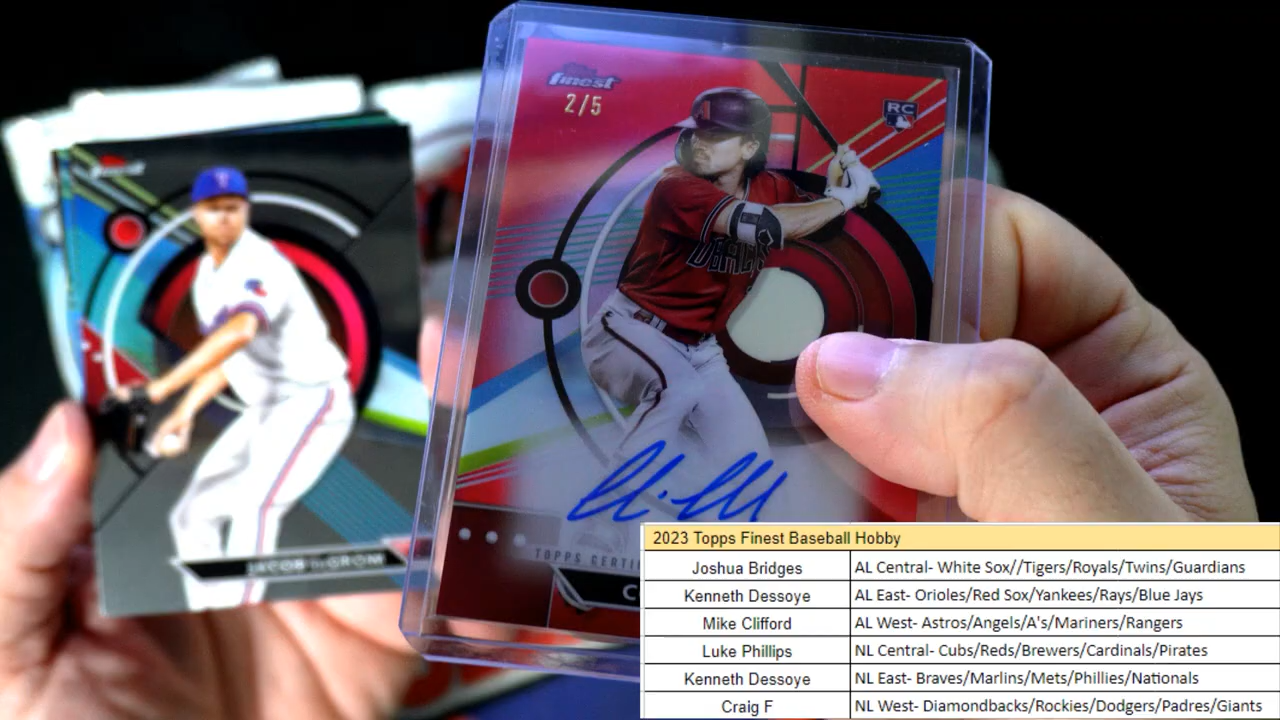 finest
2/5
RC
A
T
DBACKS
JACOB deGROM
TOPPS CERTI
C
2023 Topps Finest Baseball Hobby
Joshua Bridges AL Central- White Sox//Tigers/Royals/Twins/Guardians
Kenneth Dessoye AL East- Orioles/Red Sox/Yankees/Rays/Blue Jays
Mike Clifford AL West- Astros/Angels/A's/Mariners/Rangers
Luke Phillips NL Central- Cubs/Reds/Brewers/Cardinals/Pirates
Kenneth Dessoye NL East- Braves/Marlins/Mets/Phillies/Nationals
Craig F NL West- Diamondbacks/Rockies/Dodgers/Padres/Giants